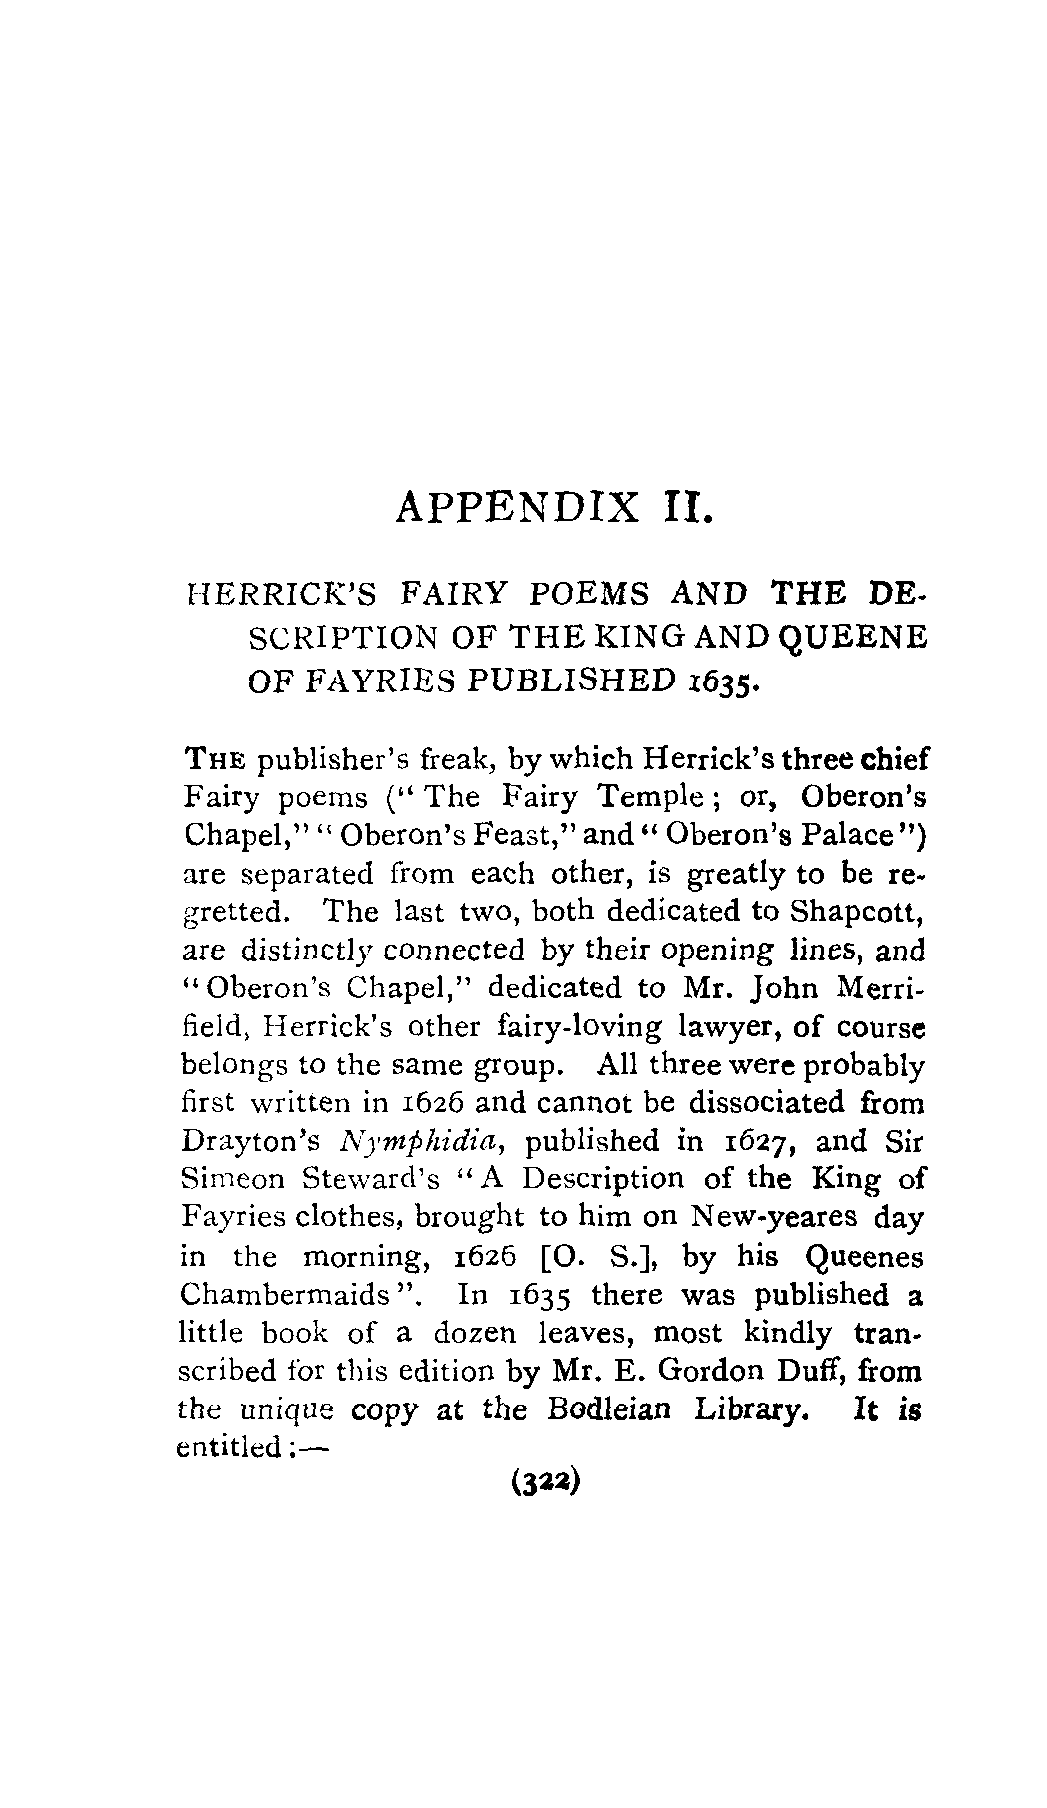 APPENDIX II.
HERRICK'S FAIRY POEMS AND THE DE-
SCRIPTION OF THE KING AND QUEENE
OF FAYRIES PUBLISHED 1635.
THE publisher's freak, by which Herrick's three chief
Fairy poems ("The Fairy Temple; or, Oberon's
Chapel," "Oberon's Feast," and "Oberon's Palace")
are separated from each other, is greatly to be re-
gretted. The last two, both dedicated to Shapcott,
are distinctly connected by their opening lines, and
"Oberon's Chapel," dedicated to Mr. John Merri-
field, Herrick's other fairy-loving lawyer, of course
belongs to the same group. All three were probably
first written in 1626 and cannot be dissociated from
Drayton's Nymphidia, published in 1627, and Sir
Simeon Steward's "A Description of the King of
Fayries clothes, brought to him on New-yeares day
in the morning, 1626 [O. S.], by his Queenes
Chambermaids". In 1635 there was published a
little book of a dozen leaves, most kindly tran-
scribed for this edition by Mr. E. Gordon Duff, from
the unique copy at the Bodleian Library. It is
entitled:—
(322)